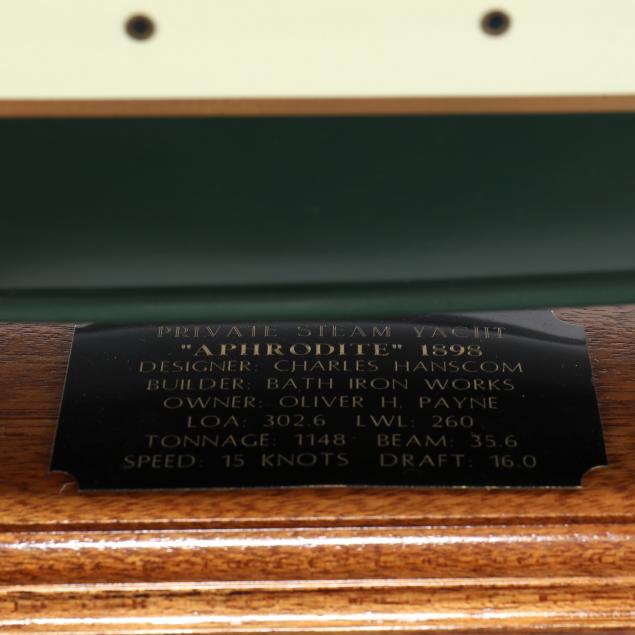 PRIVATE STEAM YACHT
"APHRODITE" 1898
DESIGNER: CHARLES HANSCOM
BUILDER: BATH IRON WORKS
OWNER: OLIVER H. PAYNE
LOA: 302.6 LWL: 260
TONNAGE: 1148 BEAM: 35.6
SPEED: 15 KNOTS DRAFT: 16.0